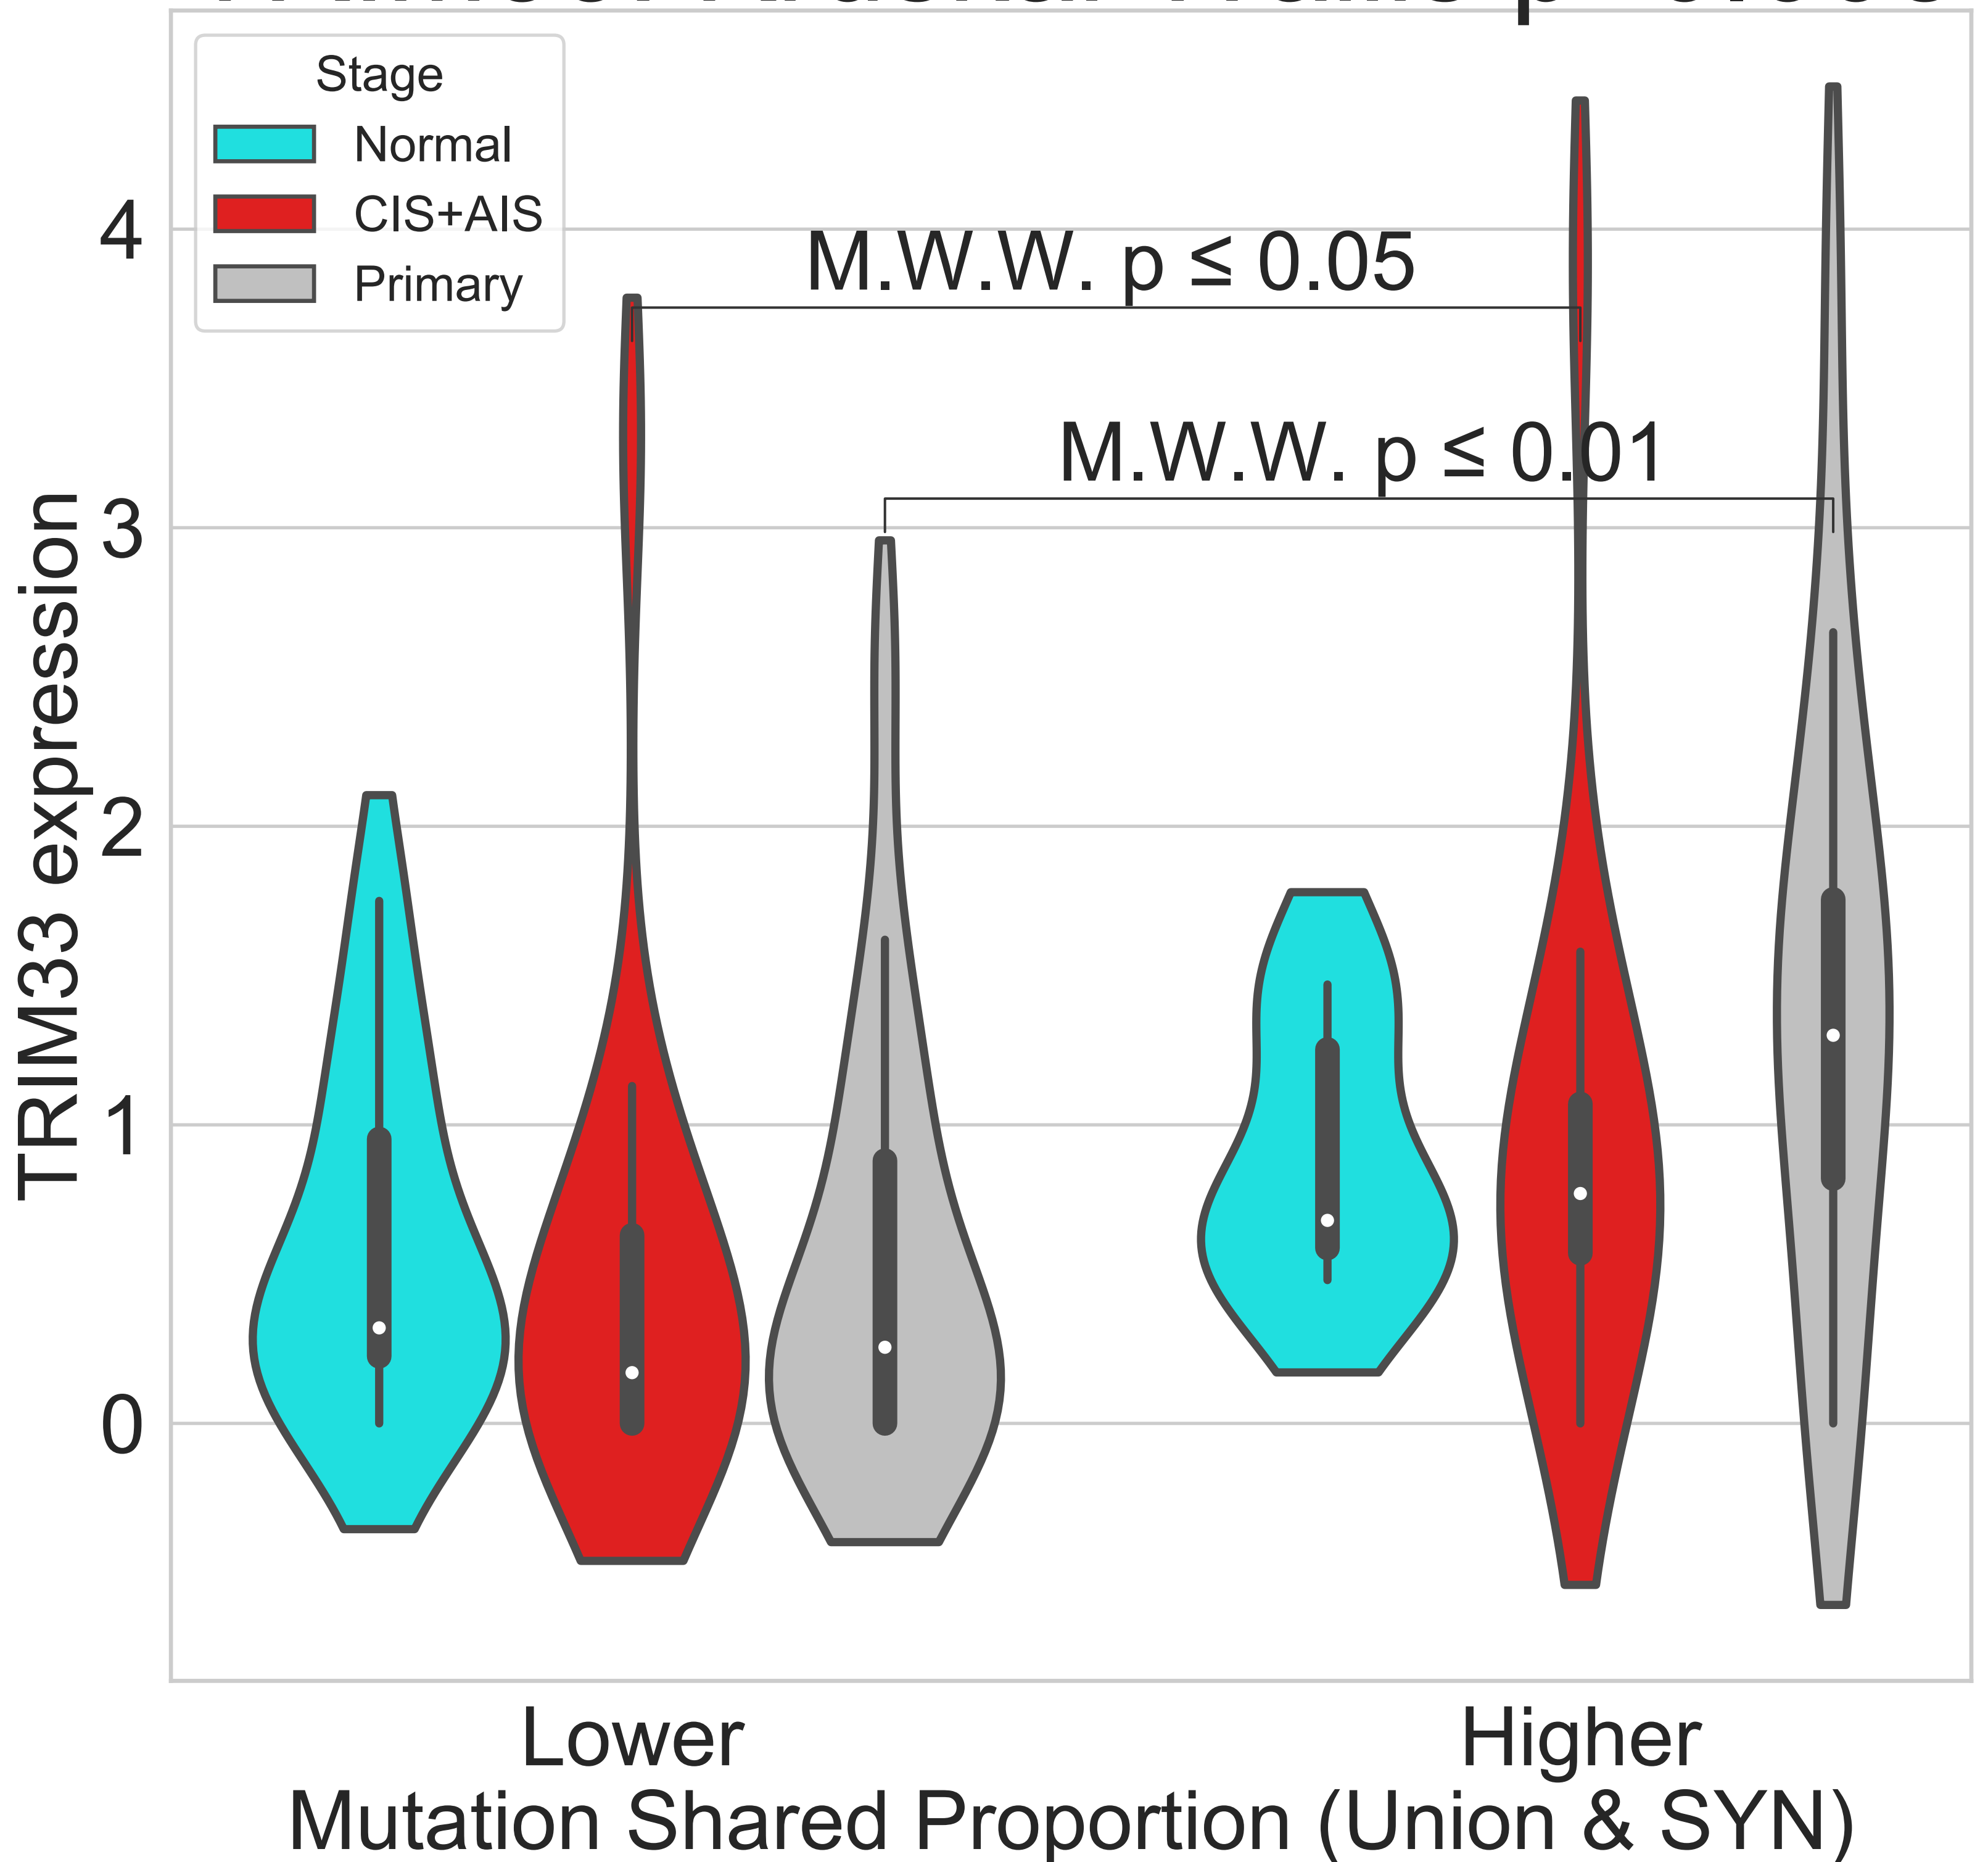 Stage
Normal
CIS+AIS
Primary
M.W.W. p ≤ 0.05
M.W.W. p ≤ 0.01
4
3
2
1
0
TRIM33 expression
Lower
Higher
Mutation Shared Proportion (Union & SYN)